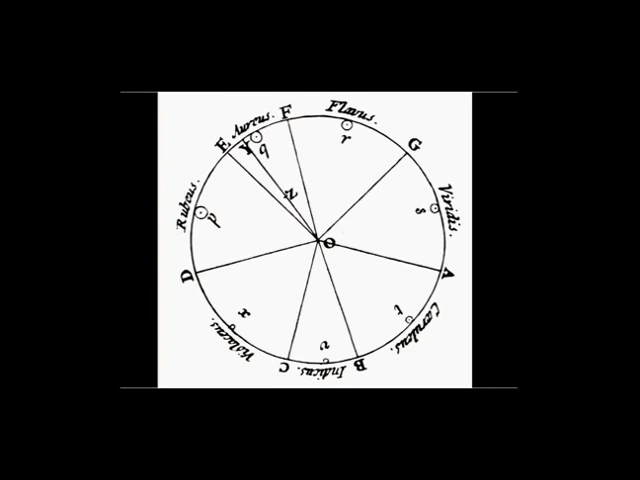 Flavus.
F
Aureus.
G
E
Y
q
r
Rubeus.
Viridis.
p
s
Z
O
D
A
x
t
Violaceus.
v
Cæruleus.
C
Indicus.
B